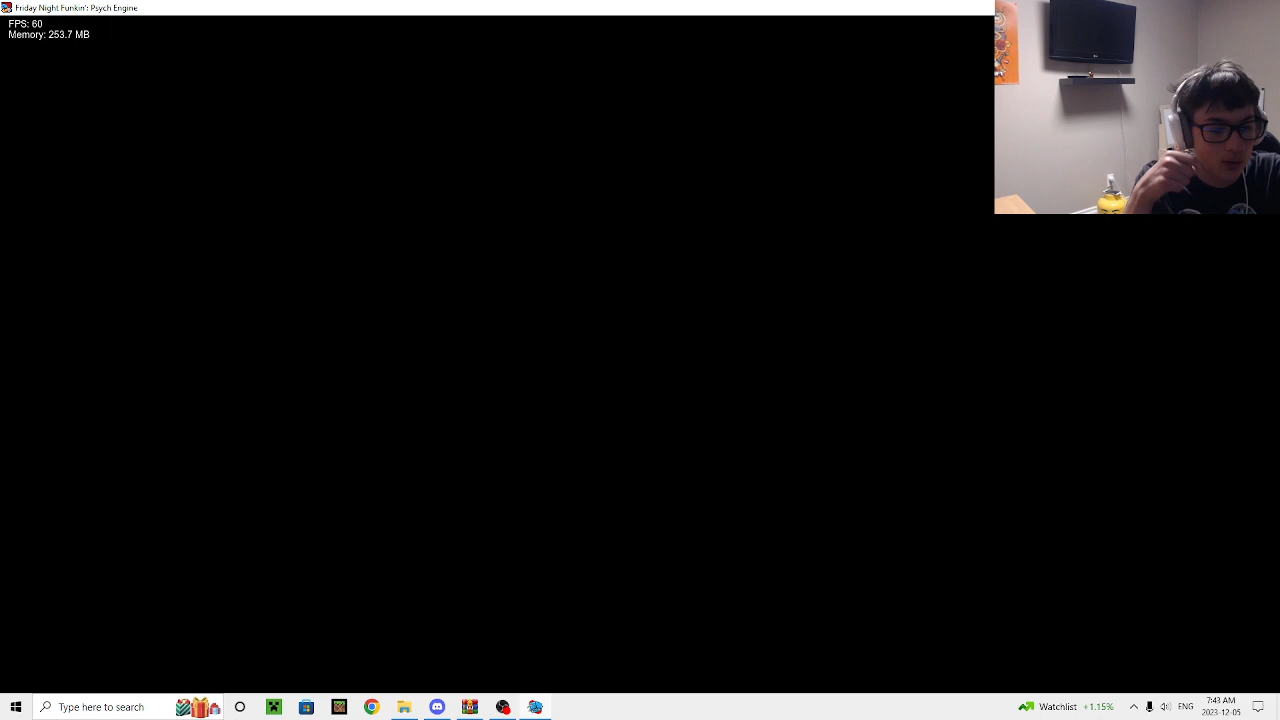 Friday Night Funkin': Psych Engine
FPS: 60
Memory: 253.7 MB
Type here to search
Watchlist +1.15%
ENG
7:43 AM
2023-12-05